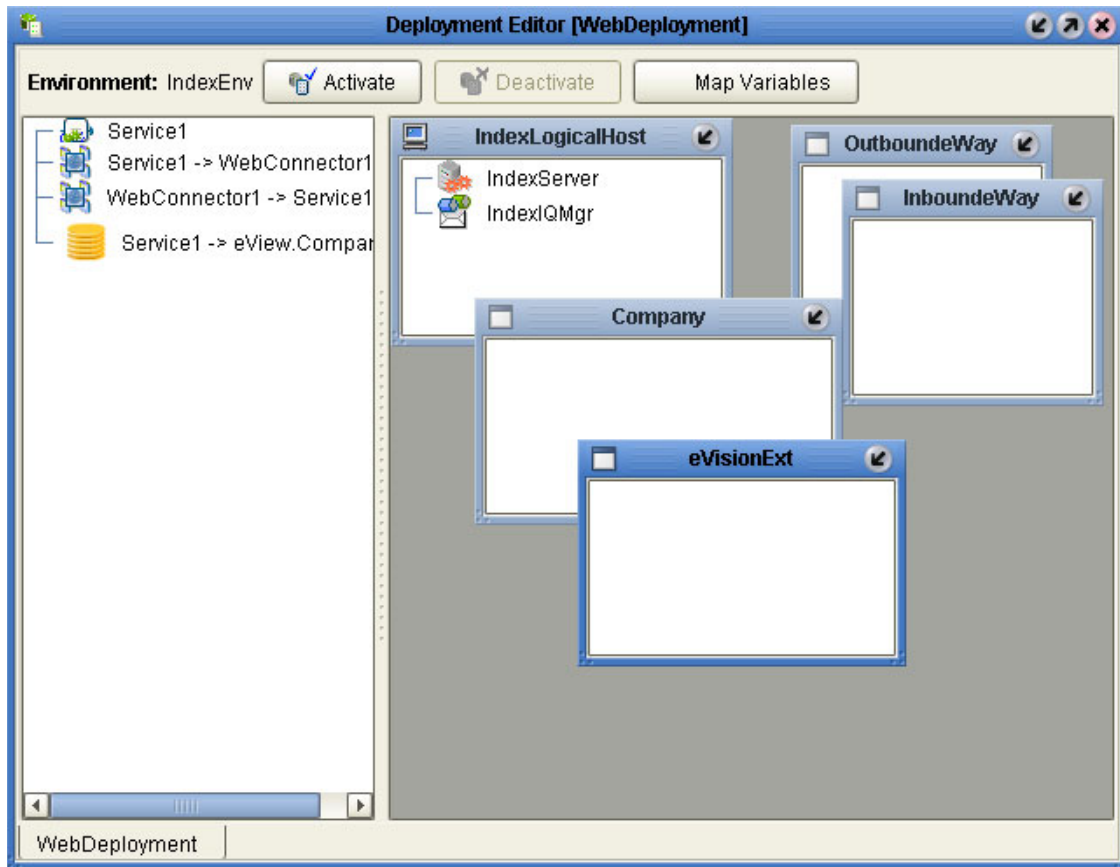 Deployment Editor [WebDeployment]
Environment: IndexEnv Activate Deactivate Map Variables
Service1
Service1 -> WebConnector1
WebConnector1 -> Service1
Service1 -> eView.Compar
IndexLogicalHost
IndexServer
IndexIQMgr
OutboundeWay
InboundeWay
Company
eVisionExt
WebDeployment